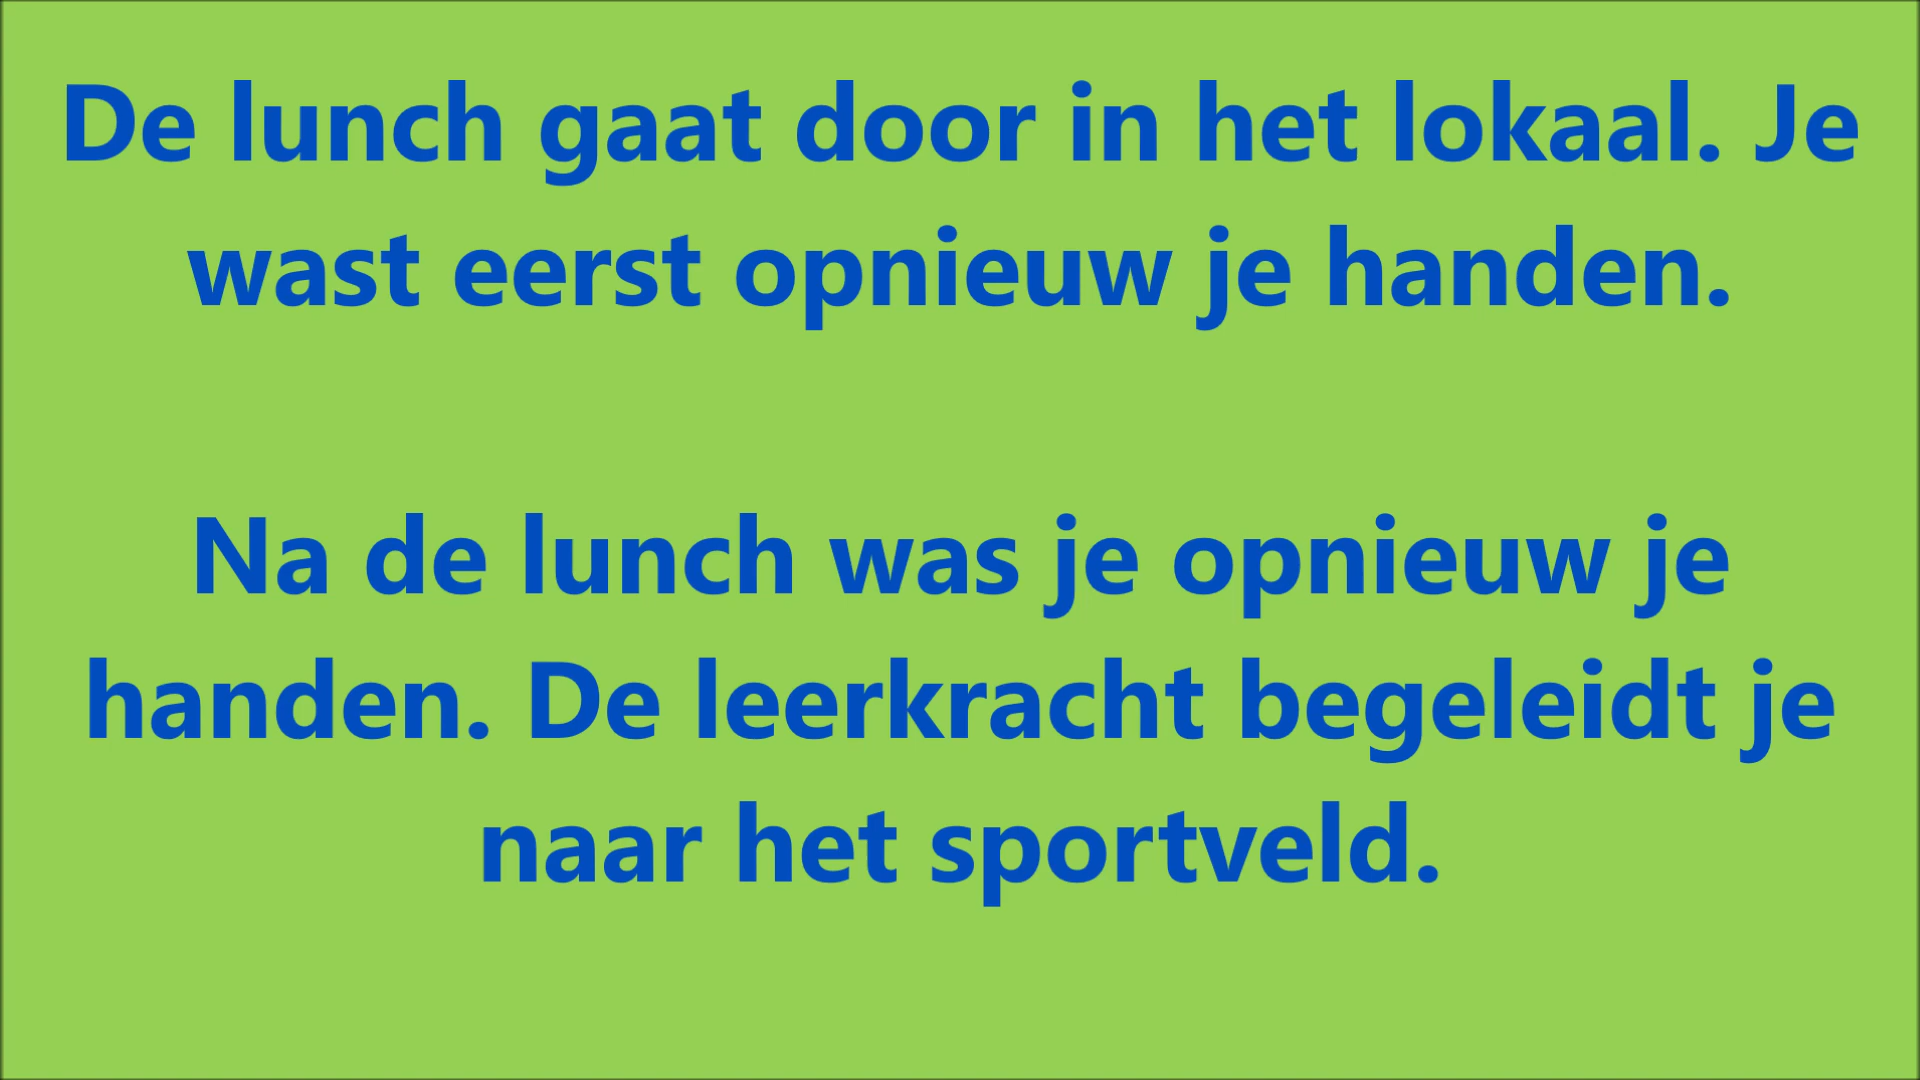 De lunch gaat door in het lokaal. Je
wast eerst opnieuw je handen.
Na de lunch was je opnieuw je
handen. De leerkracht begeleidt je
naar het sportveld.